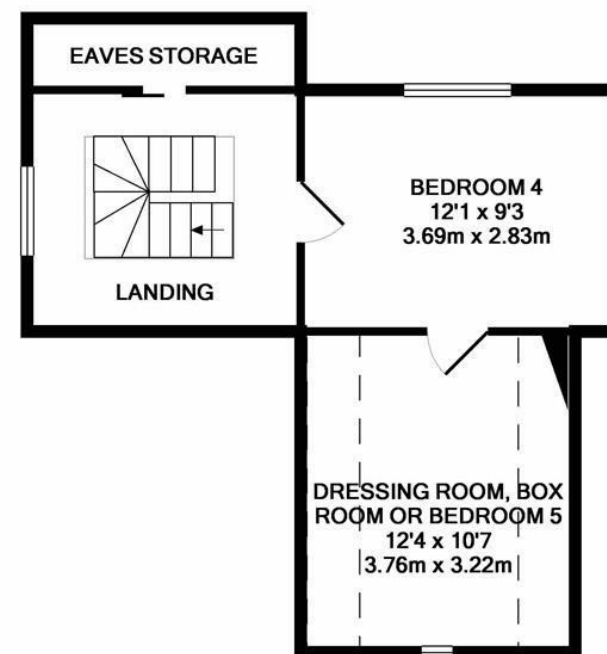 EAVES STORAGE
BEDROOM 4
12'1 x 9'3
3.69m x 2.83m
LANDING
DRESSING ROOM, BOX
ROOM OR BEDROOM 5
12'4 x 10'7
3.76m x 3.22m